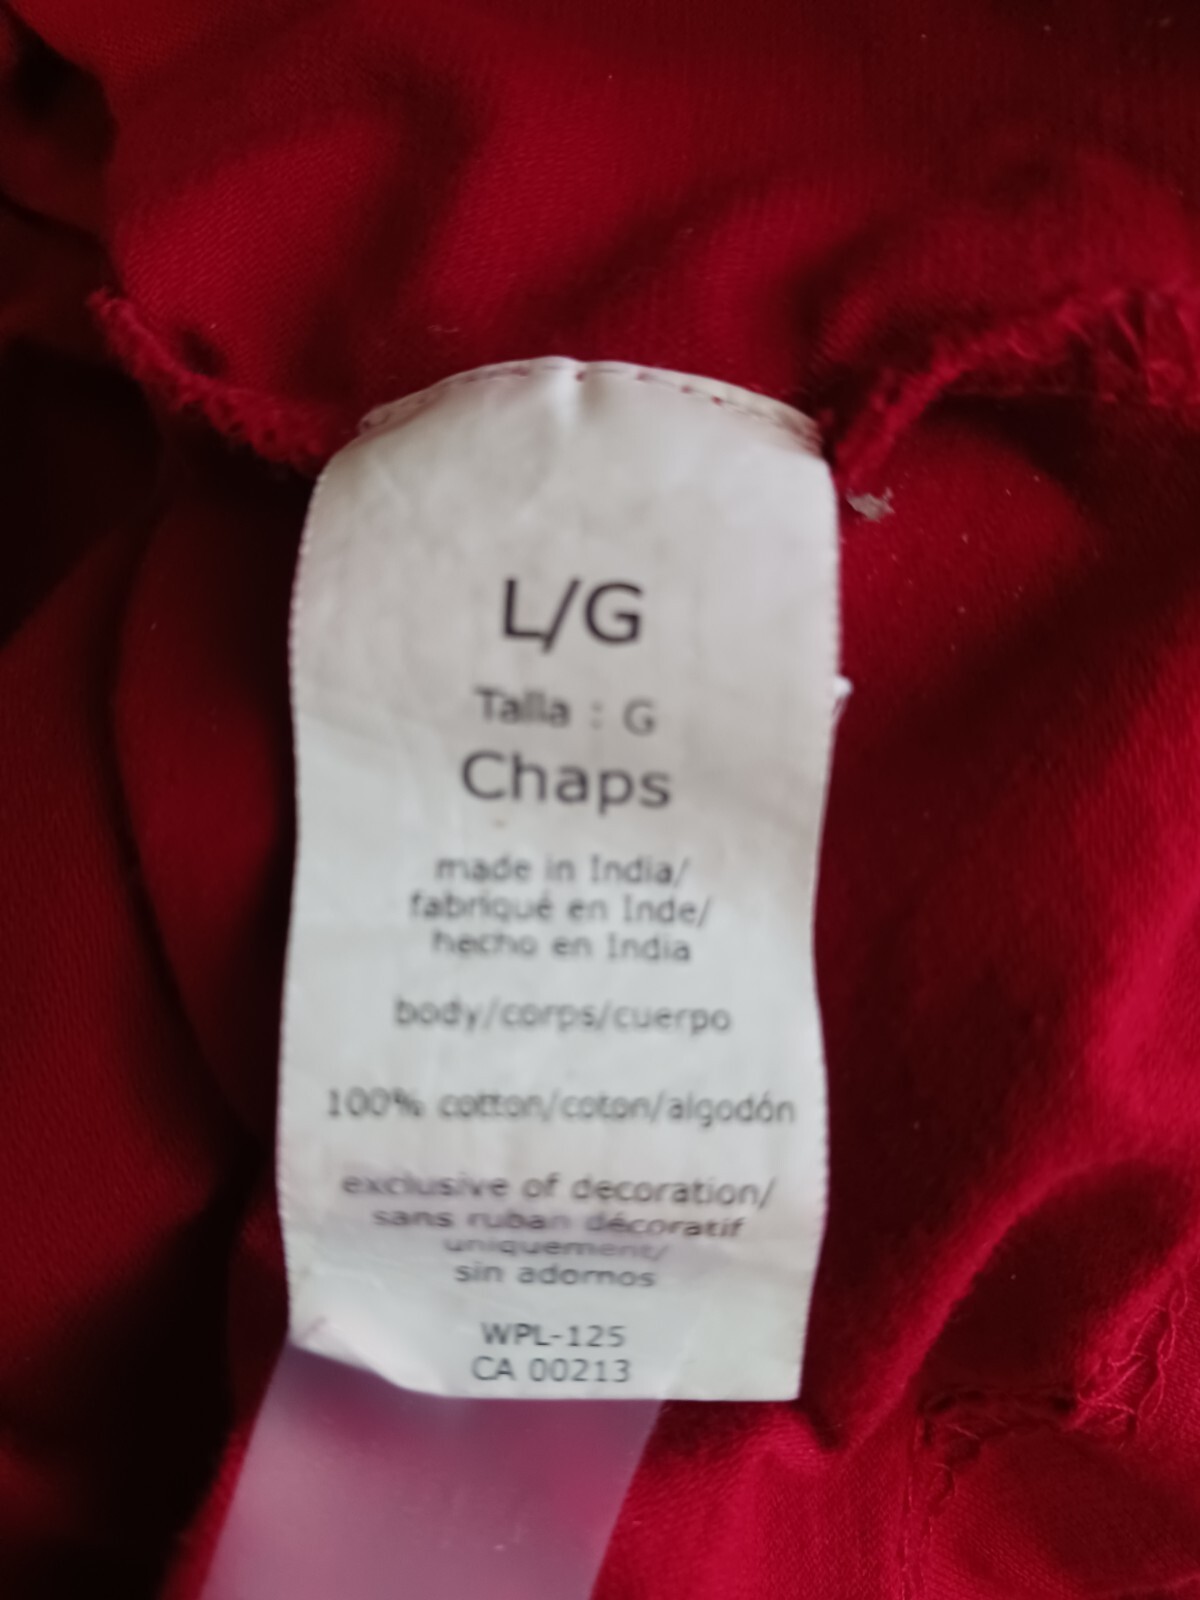 L/G
Talla : G
Chaps
made in India/
fabriqué en Inde/
hecho en India
body/corps/cuerpo
100% cotton/coton/algodón
exclusive of decoration/
sans ruban décoratif
uniquement/
sin adornos
WPL-125
CA 00213